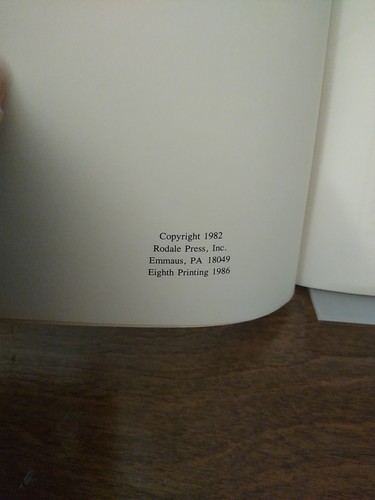 Copyright 1982
Rodale Press, Inc.
Emmaus, PA 18049
Eighth Printing 1986